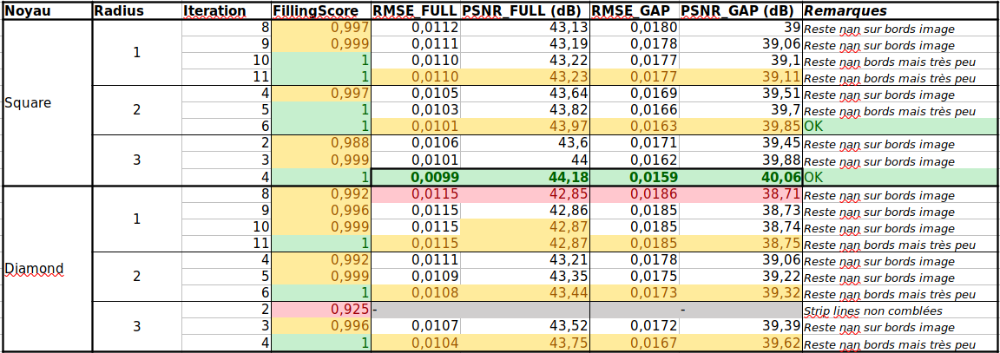 Noyau Radius Iteration FillingScore RMSE_FULL PSNR_FULL (dB) RMSE_GAP PSNR_GAP (dB) Remarques
Square 1 8 0,997 0,0112 43,13 0,0180 39 Reste nan sur bords image
9 0,999 0,0111 43,19 0,0178 39,06 Reste nan sur bords image
10 1 0,0110 43,22 0,0177 39,1 Reste nan bords mais très peu
11 1 0,0110 43,23 0,0177 39,11 Reste nan bords mais très peu
2 4 0,997 0,0105 43,64 0,0169 39,51 Reste nan sur bords image
5 1 0,0103 43,82 0,0166 39,7 Reste nan bords mais très peu
6 1 0,0101 43,97 0,0163 39,85 OK
3 2 0,988 0,0106 43,6 0,0171 39,45 Reste nan sur bords image
3 0,999 0,0101 44 0,0162 39,88 Reste nan sur bords image
4 1 0,0099 44,18 0,0159 40,06 OK
Diamond 1 8 0,992 0,0115 42,85 0,0186 38,71 Reste nan sur bords image
9 0,996 0,0115 42,86 0,0185 38,73 Reste nan sur bords image
10 0,999 0,0115 42,87 0,0185 38,74 Reste nan sur bords image
11 1 0,0115 42,87 0,0185 38,75 Reste nan bords mais très peu
2 4 0,992 0,0111 43,21 0,0178 39,06 Reste nan sur bords image
5 0,999 0,0109 43,35 0,0175 39,22 Reste nan sur bords image
6 1 0,0108 43,44 0,0173 39,32 Reste nan bords mais très peu
3 2 0,925 - - Strip lines non comblées
3 0,996 0,0107 43,52 0,0172 39,39 Reste nan sur bords image
4 1 0,0104 43,75 0,0167 39,62 Reste nan bords mais très peu